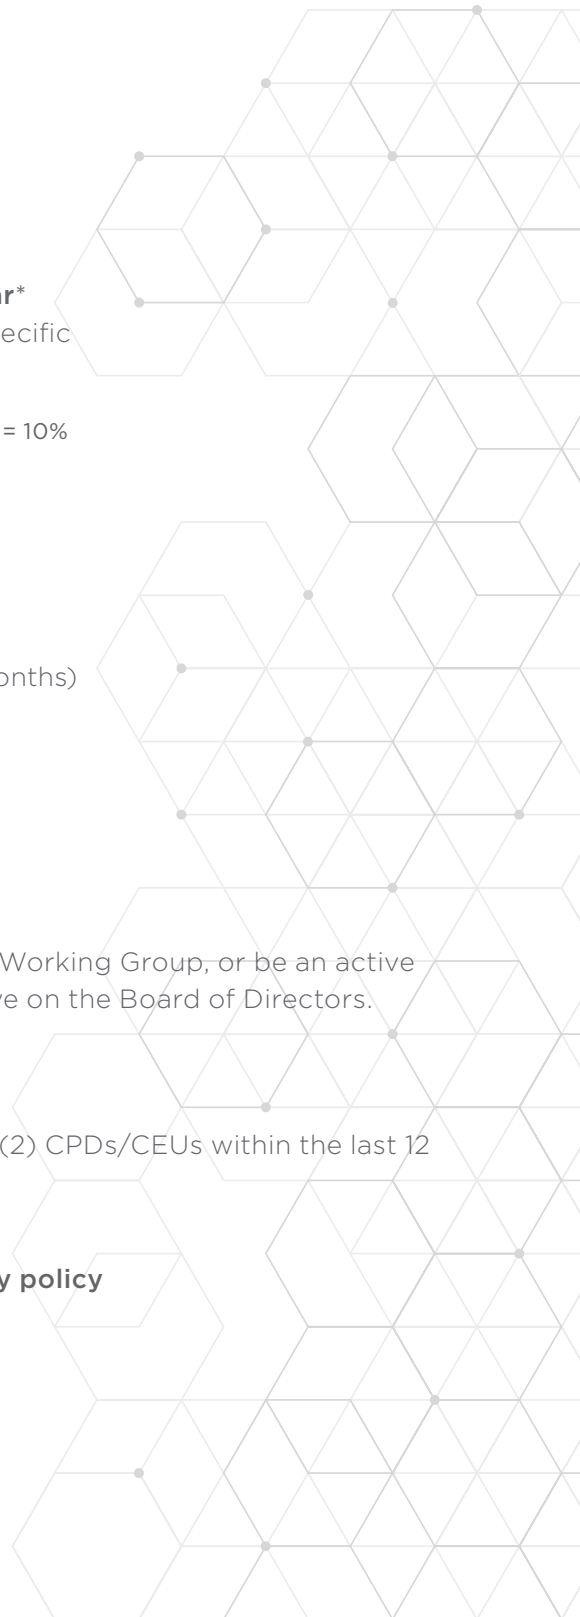 r*
ecific
= 10%
onths)
Working Group, or be an active
e on the Board of Directors.
(2) CPDs/CEUs within the last 12
y policy